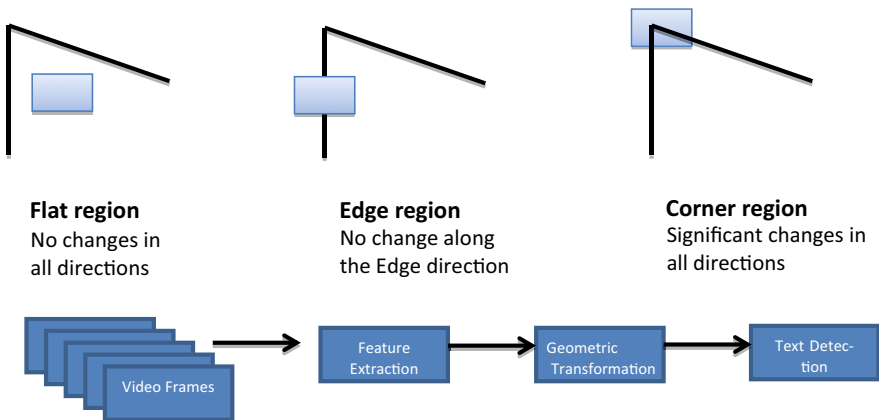 Flat region
No changes in
all directions
Edge region
No change along
the Edge direction
Corner region
Significant changes in
all directions
Video Frames
Feature
Extraction
Geometric
Transformation
Text Detec-
tion